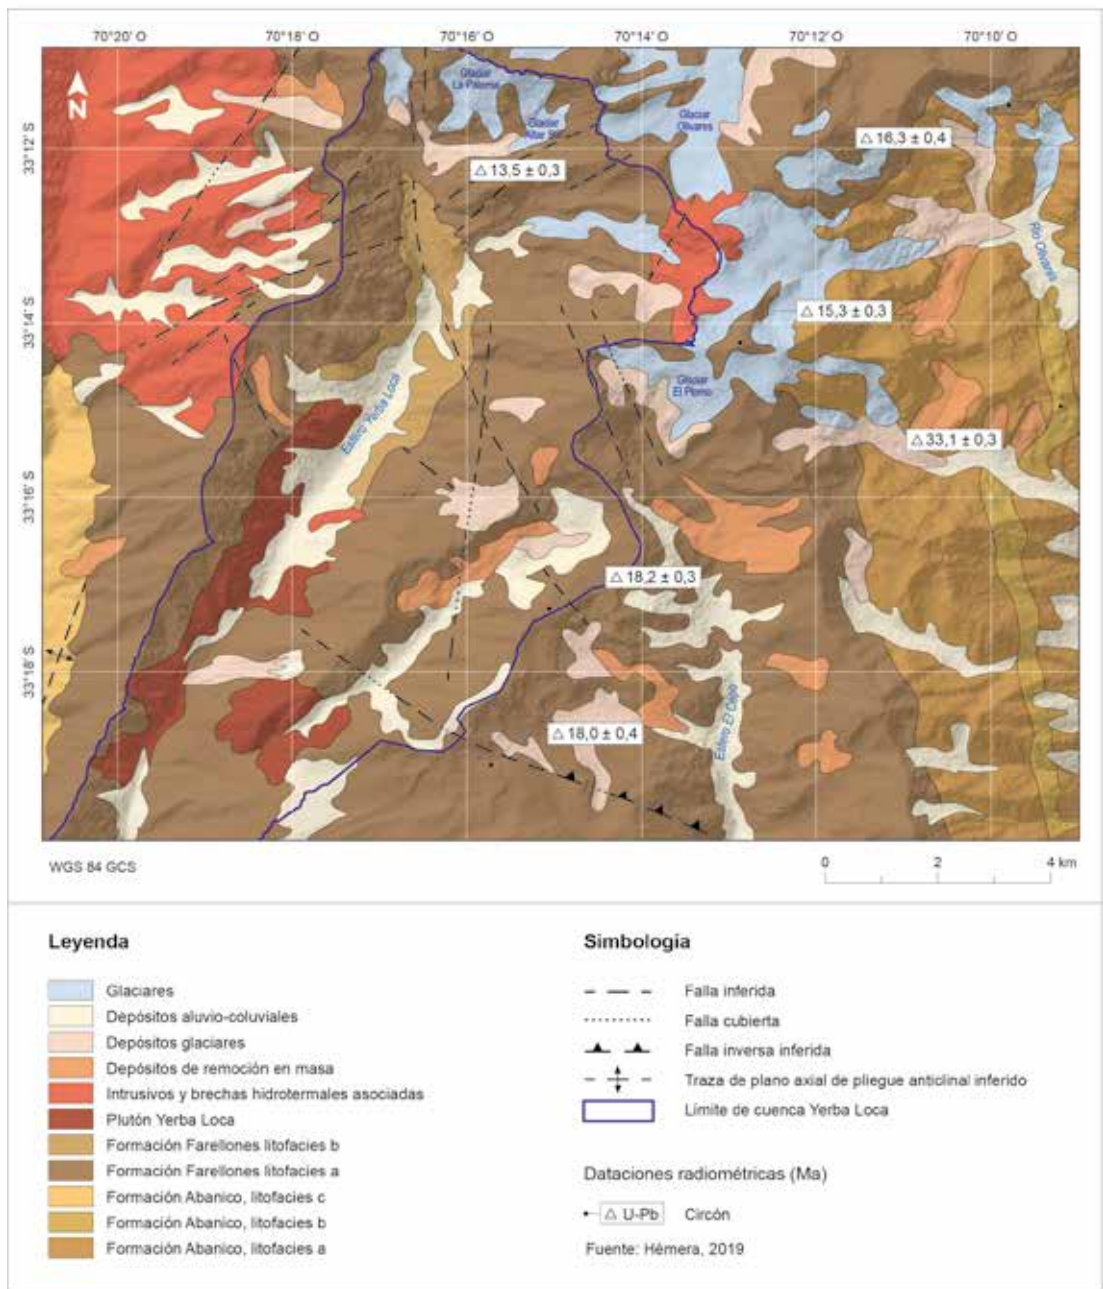 70°20' O 70°18' O 70°16' O 70°14' O 70°12' O 70°10' O
N
33°12' S
33°14' S
33°16' S
33°18' S
Glaciar
La Paloma
Glaciar
Altar
Glaciar
Olivares
△ 16,3 ± 0,4
△ 13,5 ± 0,3
Río Olivares
△ 15,3 ± 0,3
Glaciar
El Plomo
Estero Yerba Loca
△ 33,1 ± 0,3
△ 18,2 ± 0,3
△ 18,0 ± 0,4
Estero El
WGS 84 GCS
0 2 4 km
Leyenda
Glaciares
Depósitos aluvio-coluviales
Depósitos glaciares
Depósitos de remoción en masa
Intrusivos y brechas hidrotermales asociadas
Plutón Yerba Loca
Formación Farellones litofacies b
Formación Farellones litofacies a
Formación Abanico, litofacies c
Formación Abanico, litofacies b
Formación Abanico, litofacies a
Simbología
Falla inferida
Falla cubierta
Falla inversa inferida
Traza de plano axial de pliegue anticlinal inferido
Límite de cuenca Yerba Loca
Dataciones radiométricas (Ma)
△ U-Pb Circón
Fuente: Hémera, 2019